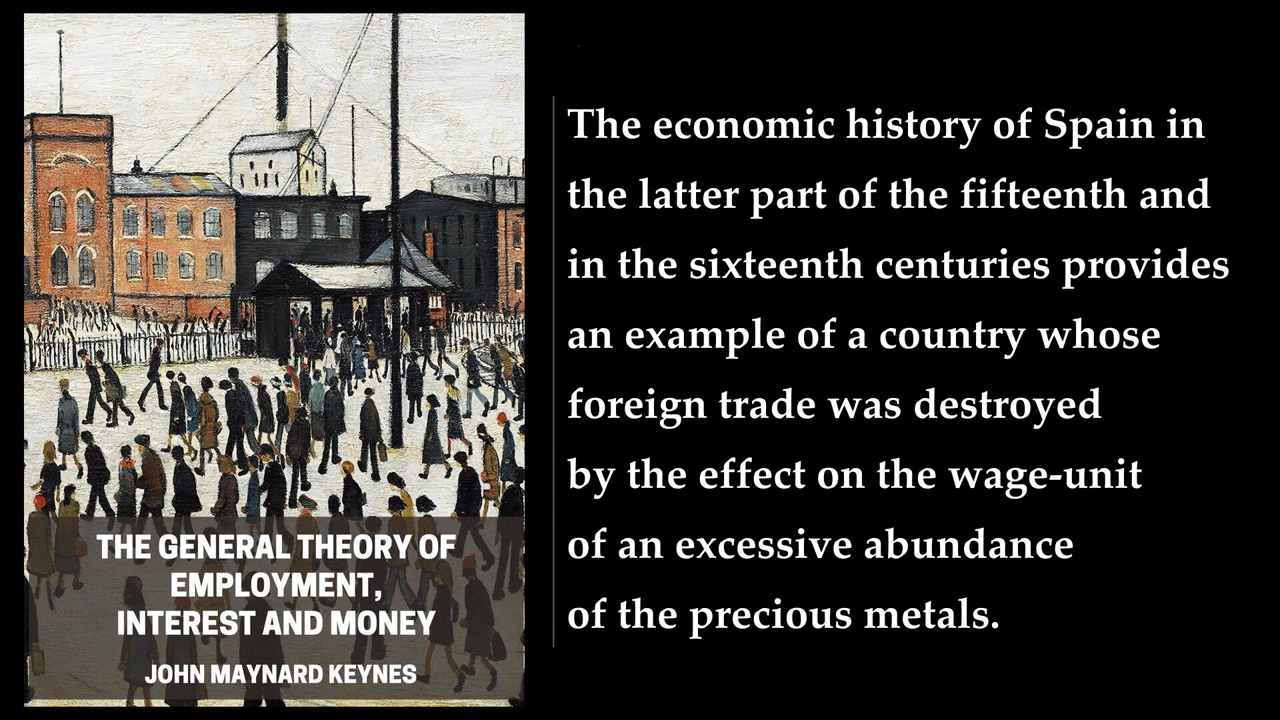 THE GENERAL THEORY OF
EMPLOYMENT,
INTEREST AND MONEY
JOHN MAYNARD KEYNES
The economic history of Spain in
the latter part of the fifteenth and
in the sixteenth centuries provides
an example of a country whose
foreign trade was destroyed
by the effect on the wage-unit
of an excessive abundance
of the precious metals.